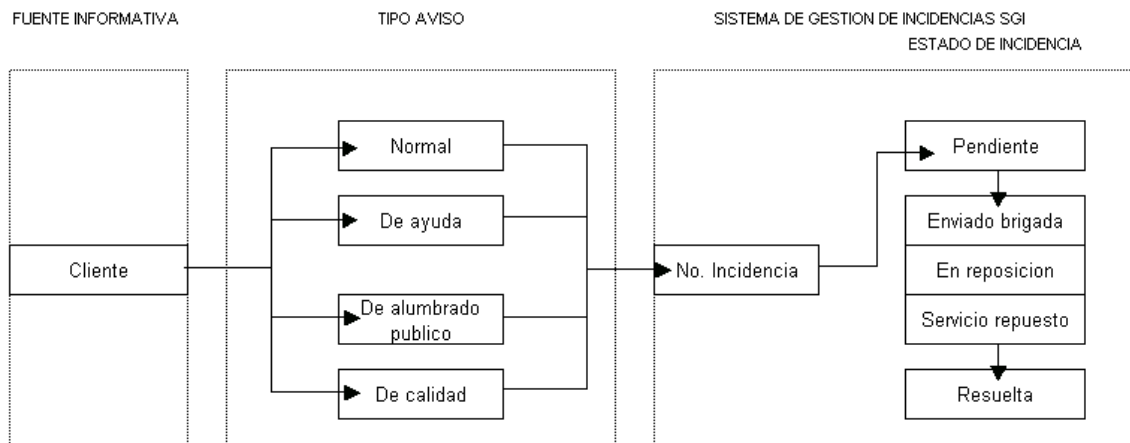 FUENTE INFORMATIVA
TIPO AVISO
SISTEMA DE GESTION DE INCIDENCIAS SGI
ESTADO DE INCIDENCIA
Cliente
Normal
De ayuda
De alumbrado
publico
De calidad
No. Incidencia
Pendiente
Enviado brigada
En reposicion
Servicio repuesto
Resuelta